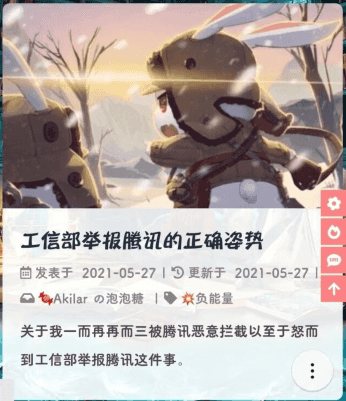 工信部举报腾讯的正确姿势
发表于 2021-05-27 | 更新于 2021-05-27 |
Akilar の泡泡糖 | 💥负能量
关于我一而再再而三被腾讯恶意拦截以至于怒而
到工信部举报腾讯这件事。